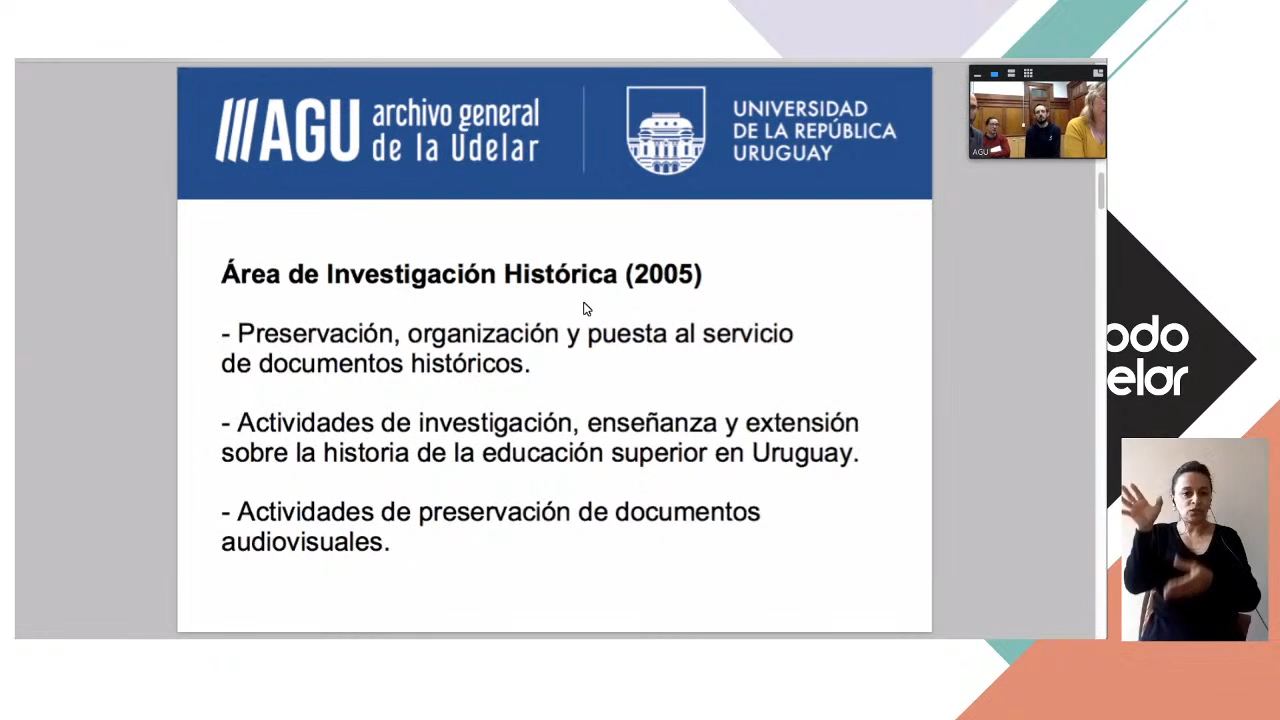 AGU archivo general
de la Udelar
UNIVERSIDAD
DE LA REPÚBLICA
URUGUAY
AGU
Área de Investigación Histórica (2005)
- Preservación, organización y puesta al servicio
de documentos históricos.
- Actividades de investigación, enseñanza y extensión
sobre la historia de la educación superior en Uruguay.
- Actividades de preservación de documentos
audiovisuales.
odo
elar